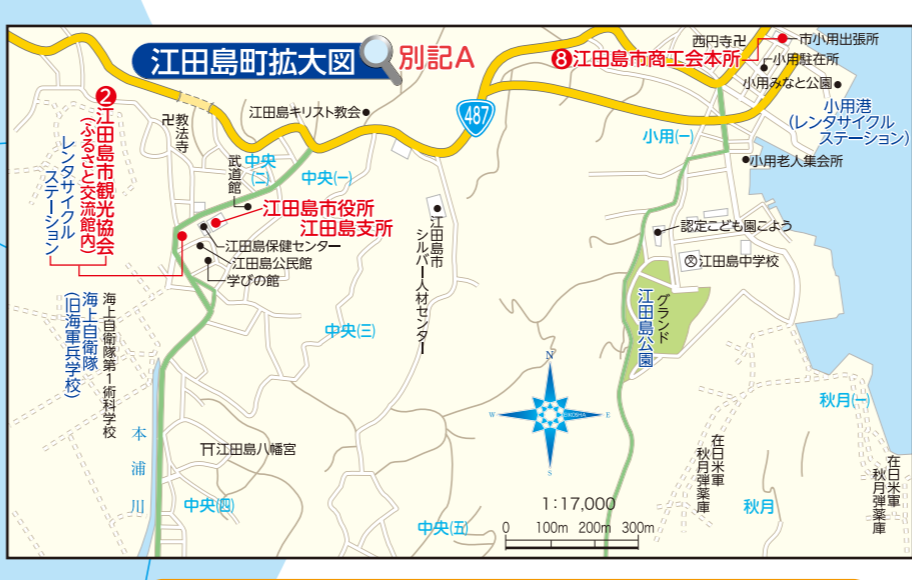 江田島町拡大図
別記A
487
西円寺卍
市小用出張所
❽江田島市商工会本所
小用駐在所
小用みなと公園
小用港
(レンタサイクル
ステーション)
小用(一)
小用老人集会所
❷江田島市観光協会
(ふるさと交流館内)
レンタサイクル
ステーション
卍教法寺
江田島キリスト教会
武道館
中央
(二)
中央(一)
江田島市役所
江田島支所
江田島保健センター
江田島公民館
学びの館
江田島市
シルバー人材センター
認定こども園こよう
文江田島中学校
グランド
江田島公園
海上自衛隊第1術科学校
海上自衛隊
(旧海軍兵学校)
中央(三)
本浦川
江田島八幡宮
中央(四)
中央(五)
N
W
E
S
1:17,000
0 100m 200m 300m
秋月(一)
秋月
在日米軍
秋月弾薬庫
在日米軍
秋月弾薬庫